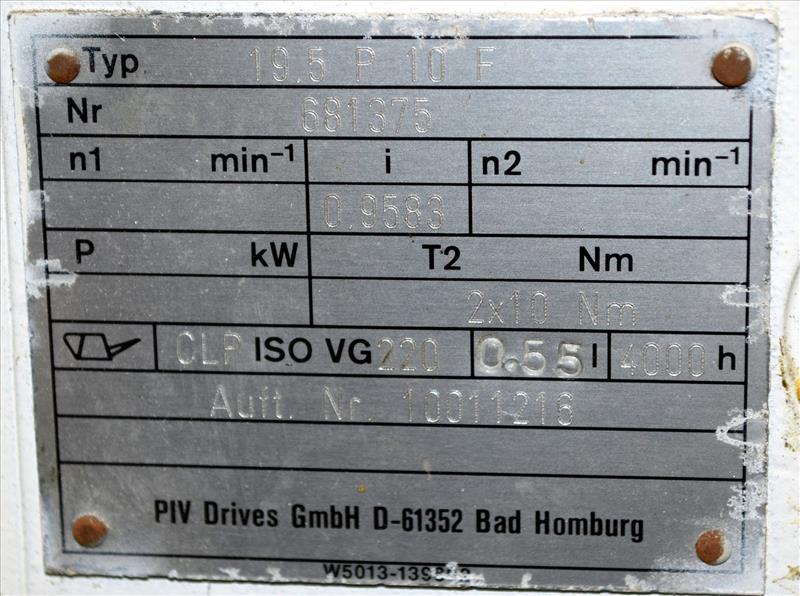 Typ 19.5 P 10 F
Nr 681375
n1 min⁻¹ i n2 min⁻¹
0.9583
P kW T2 Nm
2x10 Nm
CLP ISO VG 220 0.55 l 4000 h
Auft. Nr. 10011216
PIV Drives GmbH D-61352 Bad Homburg